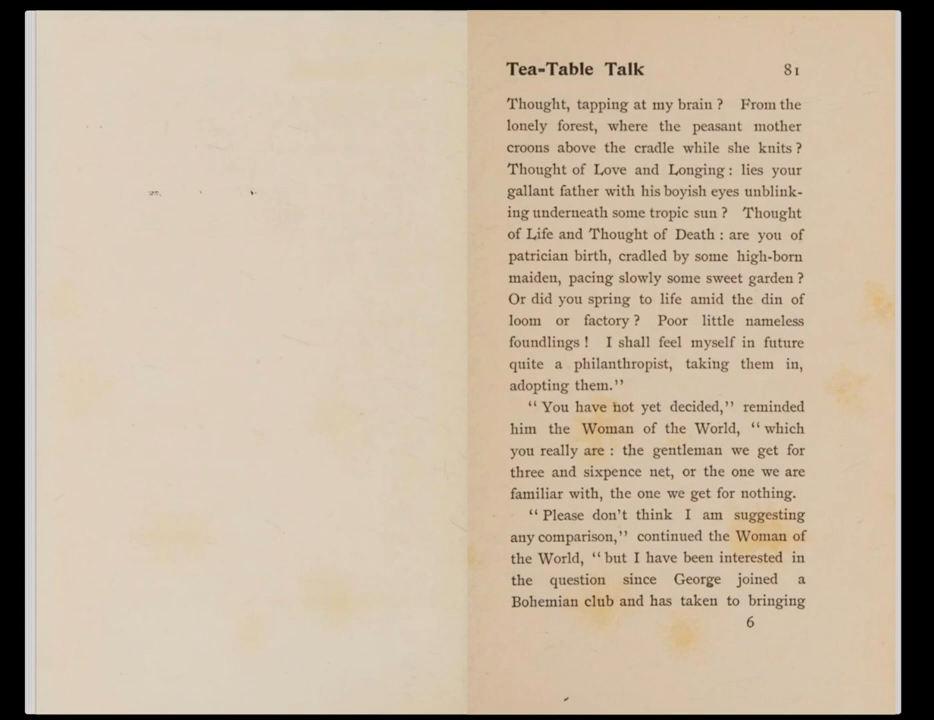 Tea-Table Talk 81
Thought, tapping at my brain ? From the
lonely forest, where the peasant mother
croons above the cradle while she knits ?
Thought of Love and Longing : lies your
gallant father with his boyish eyes unblink-
ing underneath some tropic sun ? Thought
of Life and Thought of Death : are you of
patrician birth, cradled by some high-born
maiden, pacing slowly some sweet garden ?
Or did you spring to life amid the din of
loom or factory ? Poor little nameless
foundlings ! I shall feel myself in future
quite a philanthropist, taking them in,
adopting them.”
“ You have not yet decided,” reminded
him the Woman of the World, “ which
you really are : the gentleman we get for
three and sixpence net, or the one we are
familiar with, the one we get for nothing.
“ Please don’t think I am suggesting
any comparison,” continued the Woman of
the World, “ but I have been interested in
the question since George joined a
Bohemian club and has taken to bringing
6